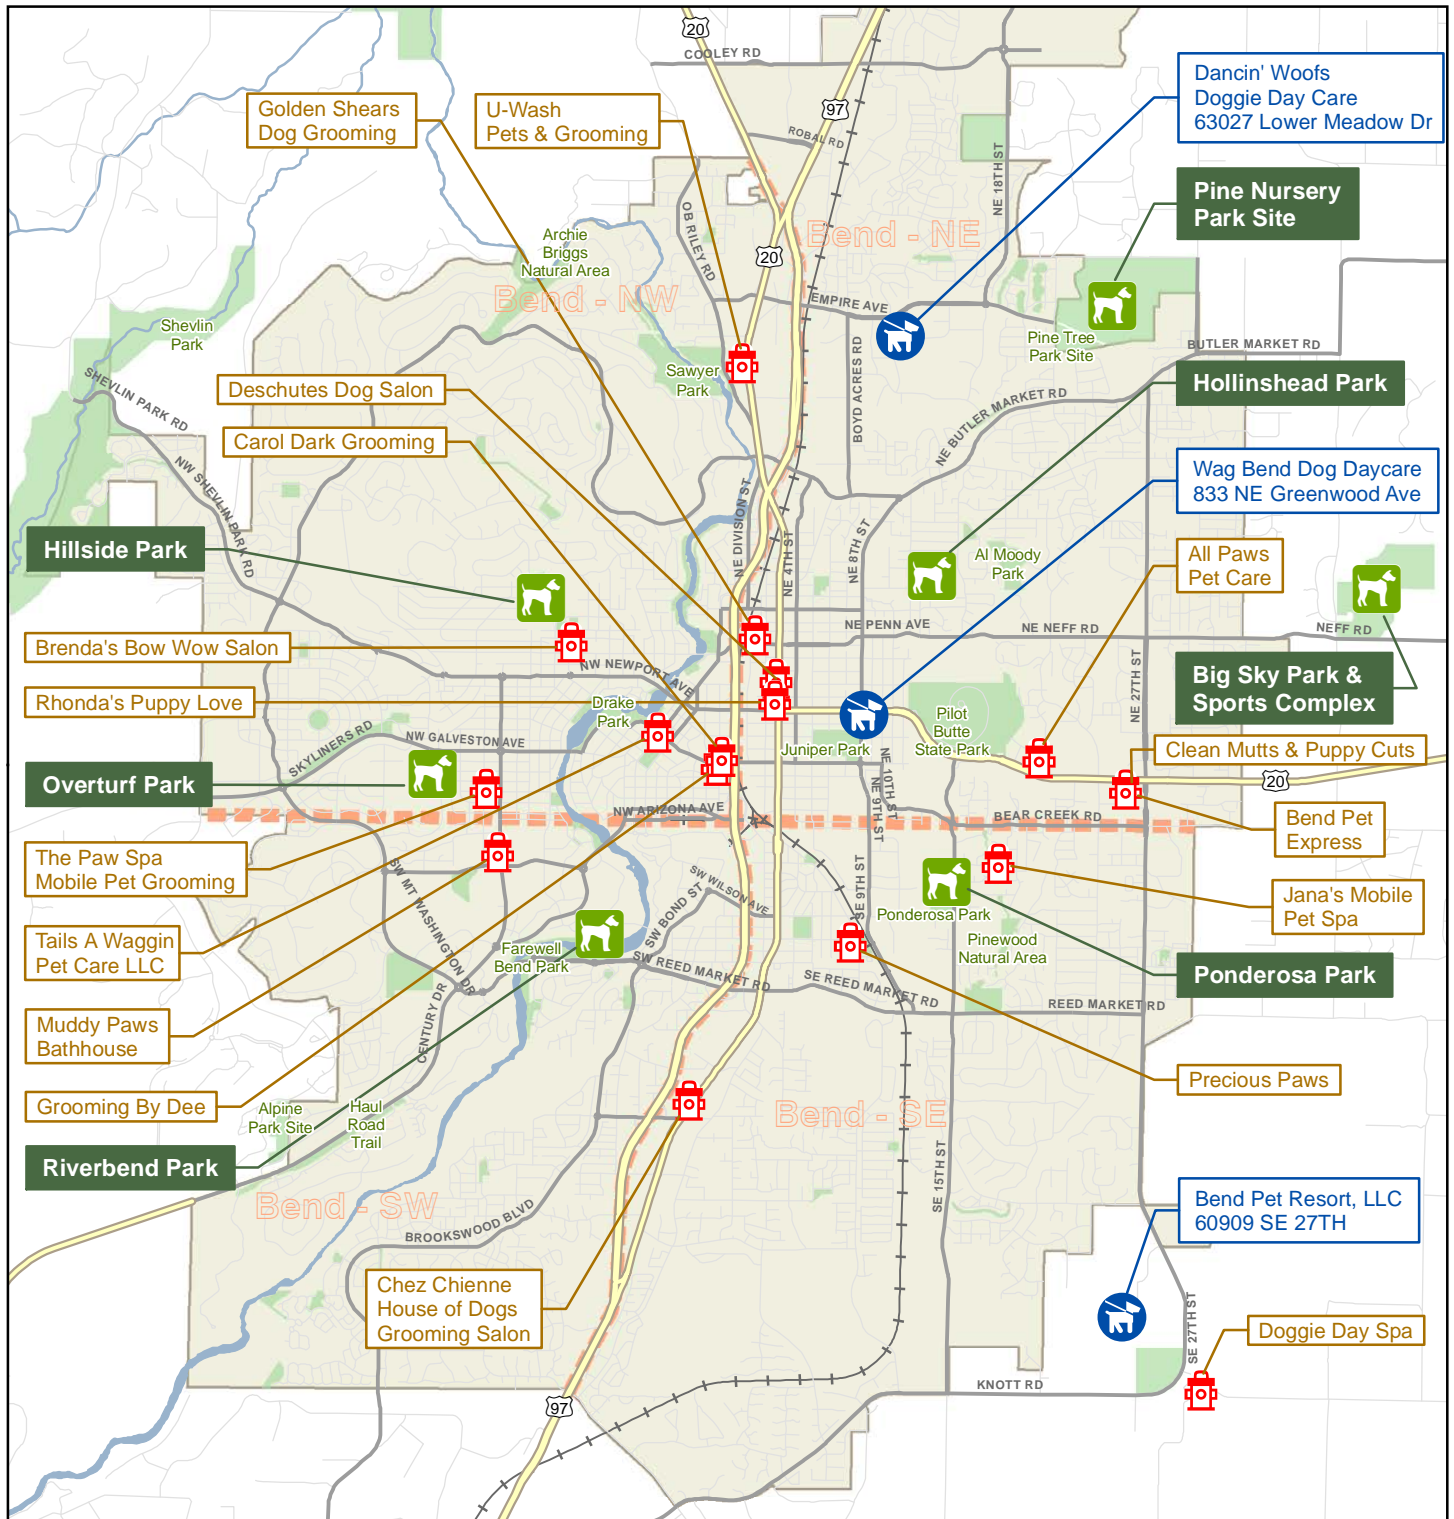 20
COOLEY RD
Golden Shears
Dog Grooming
U-Wash
Pets & Grooming
97
ROBAL RD
NE 18TH ST
Dancin' Woofs
Doggie Day Care
63027 Lower Meadow Dr
Pine Nursery
Park Site
OB RILEY RD
Archie
Briggs
Natural Area
Bend - NE
20
Bend - NW
EMPIRE AVE
Shevlin
Park
Pine Tree
Park Site
BUTLER MARKET RD
BOYD ACRES RD
Sawyer
Park
SHEVLIN PARK RD
Deschutes Dog Salon
Hollinshead Park
NE BUTLER MARKET RD
Carol Dark Grooming
NW SHEVLIN PARK RD
Wag Bend Dog Daycare
833 NE Greenwood Ave
NE DIVISION ST
NE 4TH ST
NE 8TH ST
Hillside Park
Al Moody
Park
All Paws
Pet Care
NE PENN AVE
NE NEFF RD
NEFF RD
Brenda's Bow Wow Salon
NW NEWPORT AVE
NE 27TH ST
Big Sky Park &
Sports Complex
Rhonda's Puppy Love
Drake
Park
Pilot
Butte
State Park
SKYLINERS RD
NW GALVESTON AVE
Juniper Park
Clean Mutts & Puppy Cuts
NE 10TH ST
NE 9TH ST
20
Overturf Park
NW ARIZONA AVE
BEAR CREEK RD
Bend Pet
Express
The Paw Spa
Mobile Pet Grooming
SW MT WASHINGTON DR
SW WILSON AVE
SW BOND ST
SE 9TH ST
Ponderosa Park
Jana's Mobile
Pet Spa
Tails A Waggin
Pet Care LLC
Farewell
Bend Park
Pinewood
Natural Area
SW REED MARKET RD
SE REED MARKET RD
Ponderosa Park
REED MARKET RD
CENTURY DR
Muddy Paws
Bathhouse
Precious Paws
Grooming By Dee
Alpine
Park Site
Haul
Road
Trail
Bend - SE
Riverbend Park
SE 15TH ST
Bend - SW
BROOKSWOOD BLVD
Bend Pet Resort, LLC
60909 SE 27TH
Chez Chienne
House of Dogs
Grooming Salon
SE 27TH ST
Doggie Day Spa
KNOTT RD
97